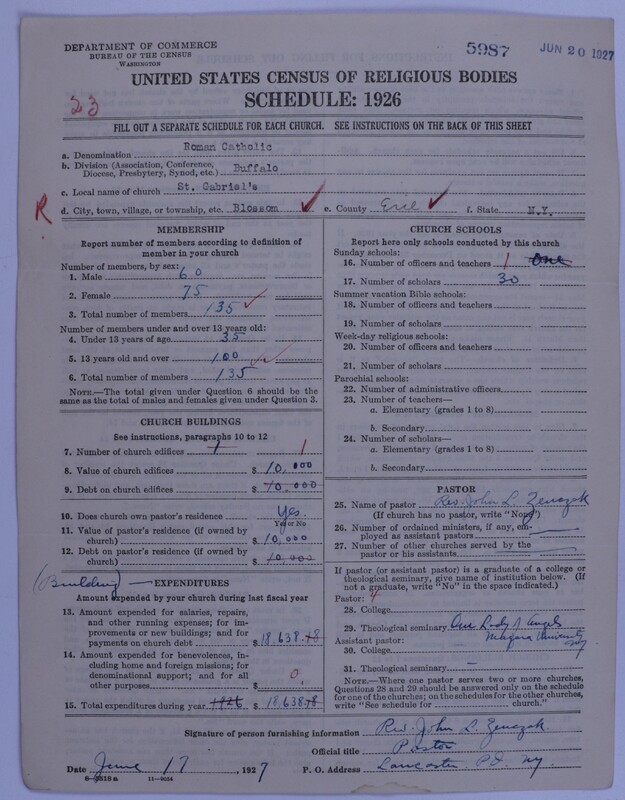 DEPARTMENT OF COMMERCE
BUREAU OF THE CENSUS
WASHINGTON
5987
JUN 20 1927
UNITED STATES CENSUS OF RELIGIOUS BODIES
SCHEDULE: 1926
23
FILL OUT A SEPARATE SCHEDULE FOR EACH CHURCH. SEE INSTRUCTIONS ON THE BACK OF THIS SHEET
a. Denomination Roman Catholic
b. Division (Association, Conference, Diocese, Presbytery, Synod, etc.) Buffalo
c. Local name of church St. Gabriel's
R d. City, town, village, or township, etc. Blossom e. County Erie f. State N.Y.
MEMBERSHIP
Report number of members according to definition of
member in your church
Number of members, by sex:
1. Male 60
2. Female 75
3. Total number of members 135
Number of members under and over 13 years old:
4. Under 13 years of age 35
5. 13 years old and over 100
6. Total number of members 135
NOTE.—The total given under Question 6 should be the
same as the total of males and females given under Question 3.
CHURCH BUILDINGS
See instructions, paragraphs 10 to 12
7. Number of church edifices 1 1
8. Value of church edifices $ 10,000
9. Debt on church edifices $ 10,000
10. Does church own pastor's residence Yes.
Yes or No
11. Value of pastor's residence (if owned by
church) $ 10,000
12. Debt on pastor's residence (if owned by
church) $ 10,000
(Building) — EXPENDITURES
Amount expended by your church during last fiscal year
13. Amount expended for salaries, repairs,
and other running expenses; for im-
provements or new buildings; and for
payments on church debt $ 18,638.78
14. Amount expended for benevolences, in-
cluding home and foreign missions; for
denominational support; and for all
other purposes $ 0
15. Total expenditures during year 1926 $ 18,638.78
CHURCH SCHOOLS
Report here only schools conducted by this church
Sunday schools:
16. Number of officers and teachers 1 One
17. Number of scholars 30
Summer vacation Bible schools:
18. Number of officers and teachers
19. Number of scholars
Week-day religious schools:
20. Number of officers and teachers
21. Number of scholars
Parochial schools:
22. Number of administrative officers
23. Number of teachers—
a. Elementary (grades 1 to 8)
b. Secondary
24. Number of scholars—
a. Elementary (grades 1 to 8)
b. Secondary
PASTOR
25. Name of pastor Rev. John L. Zenczak
(If church has no pastor, write "None")
26. Number of ordained ministers, if any, em-
ployed as assistant pastors
27. Number of other churches served by the
pastor or his assistants
If pastor (or assistant pastor) is a graduate of a college or
theological seminary, give name of institution below. (If
not a graduate, write "No" in the space indicated.)
Pastor:
28. College
29. Theological seminary Our Lady of Angels
Assistant pastor: Niagara University
30. College NY
31. Theological seminary —
NOTE.—Where one pastor serves two or more churches,
Questions 28 and 29 should be answered only on the schedule
for one of the churches; on the schedules for the other churches,
write "See schedule for church."
Signature of person furnishing information Rev. John L. Zenczak
Official title Pastor
Date June 17, 1927 P. O. Address Lancaster P.O. N.Y.
8-5518a 11-9034